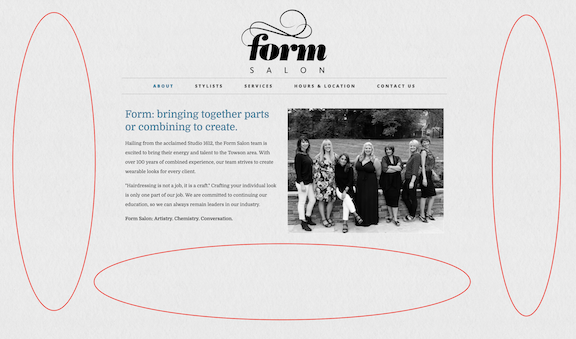 form
SALON
ABOUT STYLISTS SERVICES HOURS & LOCATION CONTACT US
Form: bringing together parts
or combining to create.
Hailing from the acclaimed Studio 1612, the Form Salon team is
excited to bring their energy and talent to the Towson area. With
over 100 years of combined experience, our team strives to create
wearable looks for every client.
"Hairdressing is not a job, it is a craft." Crafting your individual look
is only one part of our job. We are committed to continuing our
education, so we can always remain leaders in our industry.
Form Salon: Artistry. Chemistry. Conversation.